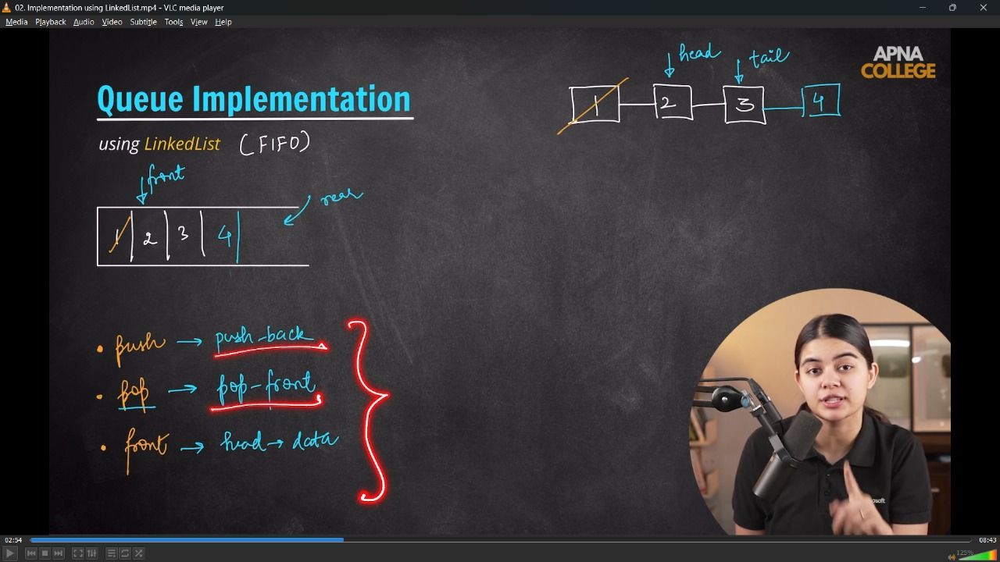 02. Implementation using LinkedList.mp4 - VLC media player
Media Playback Audio Video Subtitle Tools View Help
APNA
COLLEGE
head
tail
1 2 3 4
Queue Implementation
using LinkedList (FIFO)
front
rear
1 2 3 4
• push → push-back
• pop → pop-front
• front → head → data
soft
02:54
08:43
125%